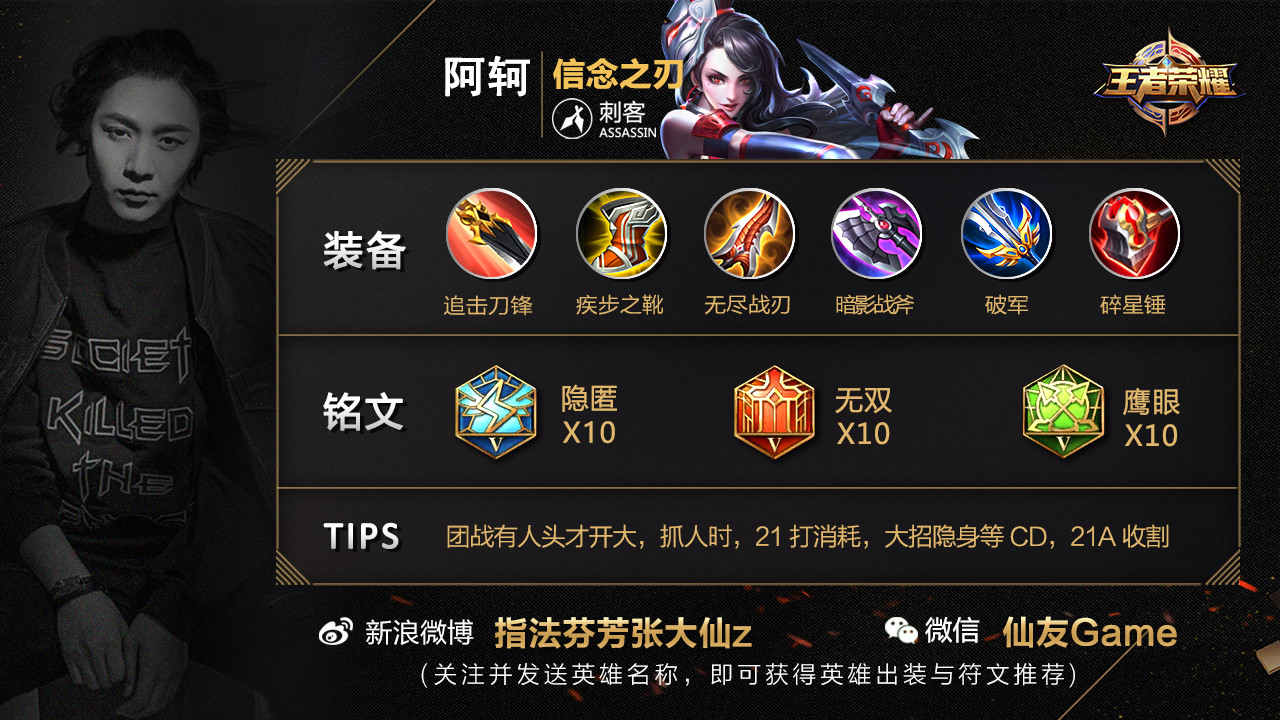 阿轲
信念之刃
刺客
ASSASSIN
王者荣耀
装备
追击刀锋 疾步之靴 无尽战刃 暗影战斧 破军 碎星锤
铭文
隐匿 X10
无双 X10
鹰眼 X10
V V V
TIPS
团战有人头才开大，抓人时，21 打消耗，大招隐身等 CD，21A 收割
SOCIET
KILLED
THE
新浪微博 指法芬芳张大仙z 微信 仙友Game
(关注并发送英雄名称，即可获得英雄出装与符文推荐)